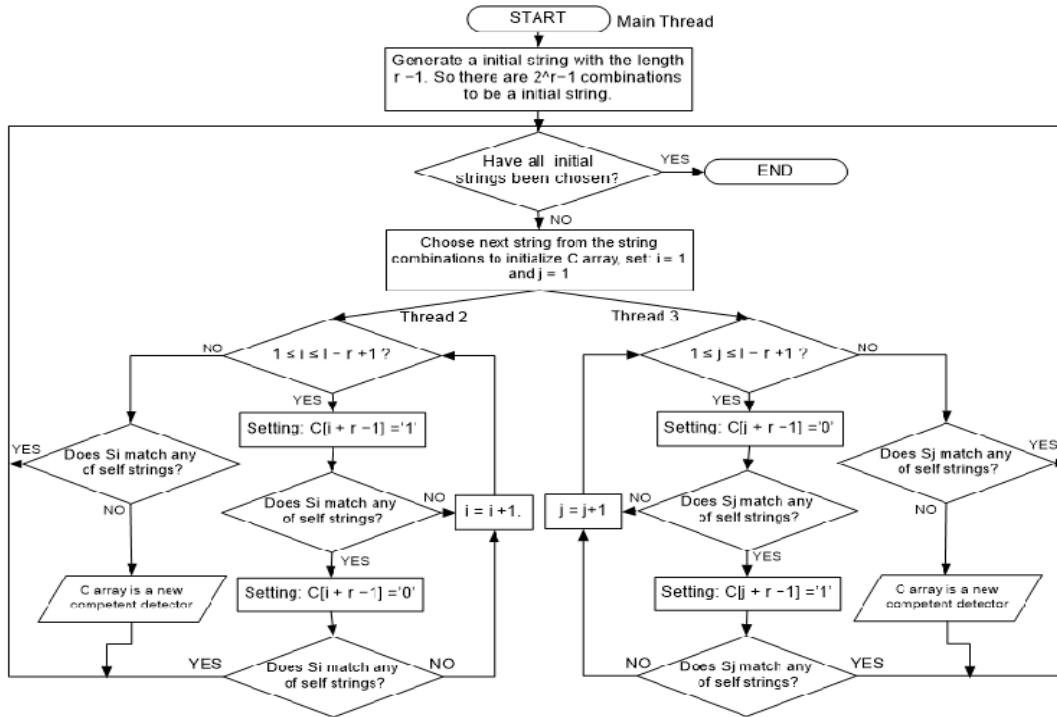 START
Main Thread
Generate a initial string with the length
r −1. So there are 2^r−1 combinations
to be a initial string.
Have all initial
strings been chosen?
YES
END
NO
Choose next string from the string
combinations to initialize C array, set: i = 1
and j = 1
Thread 2
Thread 3
NO
1 ≤ i ≤ l − r +1 ?
1 ≤ j ≤ l − r +1 ?
NO
YES
YES
Setting: C[i + r −1] ='1'
Setting: C[j + r −1] ='0'
YES
Does Si match any
of self strings?
Does Sj match any
of self strings?
YES
Does Si match any
of self strings?
NO
i = i +1.
j = j+1
NO
Does Sj match any
of self strings?
NO
NO
YES
YES
C array is a new
competent detector
Setting: C[i + r −1] ='0'
Setting: C[j + r −1] ='1'
C array is a new
competent detector
YES
Does Si match any
of self strings?
NO
NO
Does Sj match any
of self strings?
YES